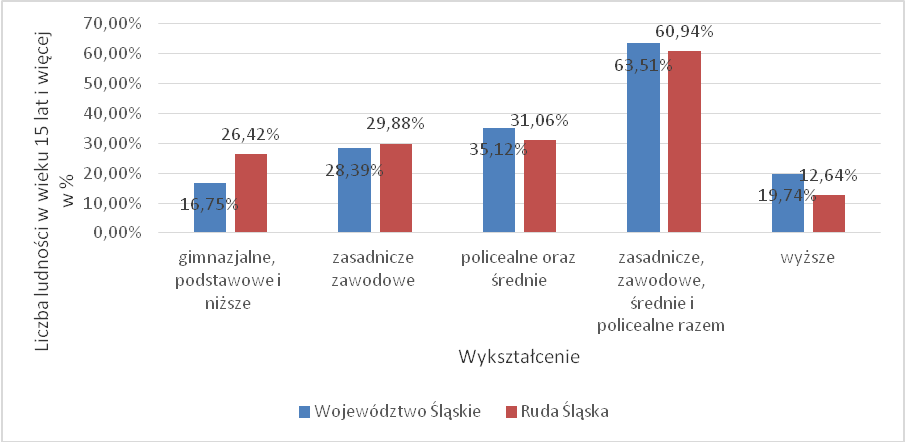 Liczba ludności w wieku 15 lat i więcej
w %
70,00%
60,00%
50,00%
40,00%
30,00%
20,00%
10,00%
0,00%
16,75%
26,42%
28,39%
29,88%
35,12%
31,06%
63,51%
60,94%
19,74%
12,64%
gimnazjalne,
podstawowe i
niższe
zasadnicze
zawodowe
policealne oraz
średnie
zasadnicze,
zawodowe,
średnie i
policealne razem
wyższe
Wykształcenie
Województwo Śląskie
Ruda Śląska